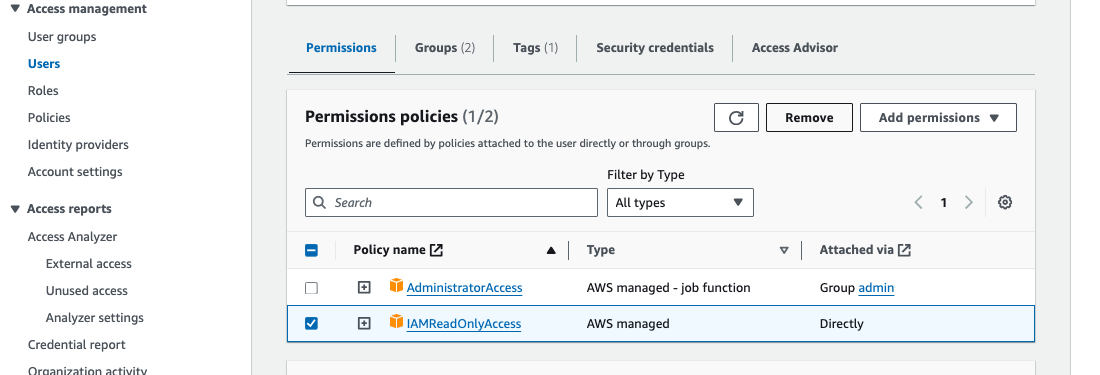 Access management
User groups
Users
Roles
Policies
Identity providers
Account settings
Access reports
Access Analyzer
External access
Unused access
Analyzer settings
Credential report
Organization activity
Permissions Groups (2) Tags (1) Security credentials Access Advisor
Permissions policies (1/2) Remove Add permissions
Permissions are defined by policies attached to the user directly or through groups.
Filter by Type
Search All types 1
Policy name Type Attached via
AdministratorAccess AWS managed - job function Group admin
IAMReadOnlyAccess AWS managed Directly